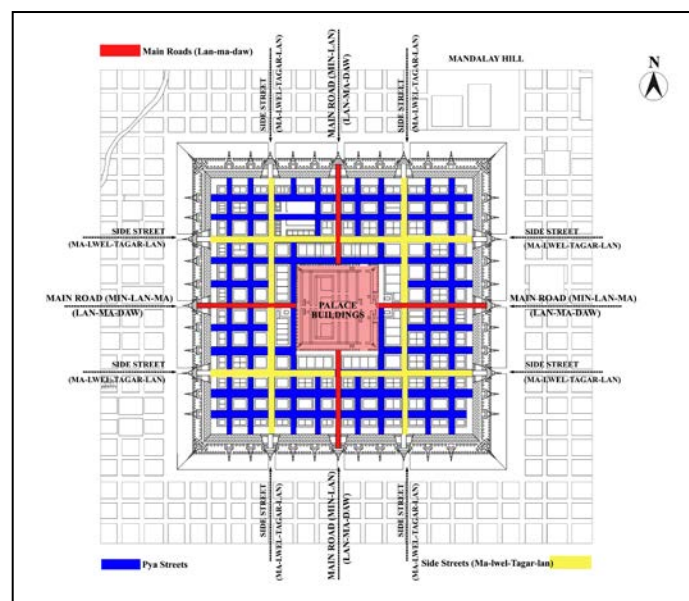 Main Roads (Lan-ma-daw)
MANDALAY HILL
N
SIDE STREET
(MA-LWEL-TAGAR-LAN)
MAIN ROAD (MIN-LAN)
(LAN-MA-DAW)
SIDE STREET
(MA-LWEL-TAGAR-LAN)
SIDE STREET
(MA-LWEL-TAGAR-LAN)
SIDE STREET
(MA-LWEL-TAGAR-LAN)
MAIN ROAD (MIN-LAN-MA)
(LAN-MA-DAW)
PALACE
BUILDINGS
MAIN ROAD (MIN-LAN-MA)
(LAN-MA-DAW)
SIDE STREET
(MA-LWEL-TAGAR-LAN)
SIDE STREET
(MA-LWEL-TAGAR-LAN)
SIDE STREET
(MA-LWEL-TAGAR-LAN)
MAIN ROAD (MIN-LAN)
(LAN-MA-DAW)
SIDE STREET
(MA-LWEL-TAGAR-LAN)
Pya Streets
Side Streets (Ma-lwel-Tagar-lan)